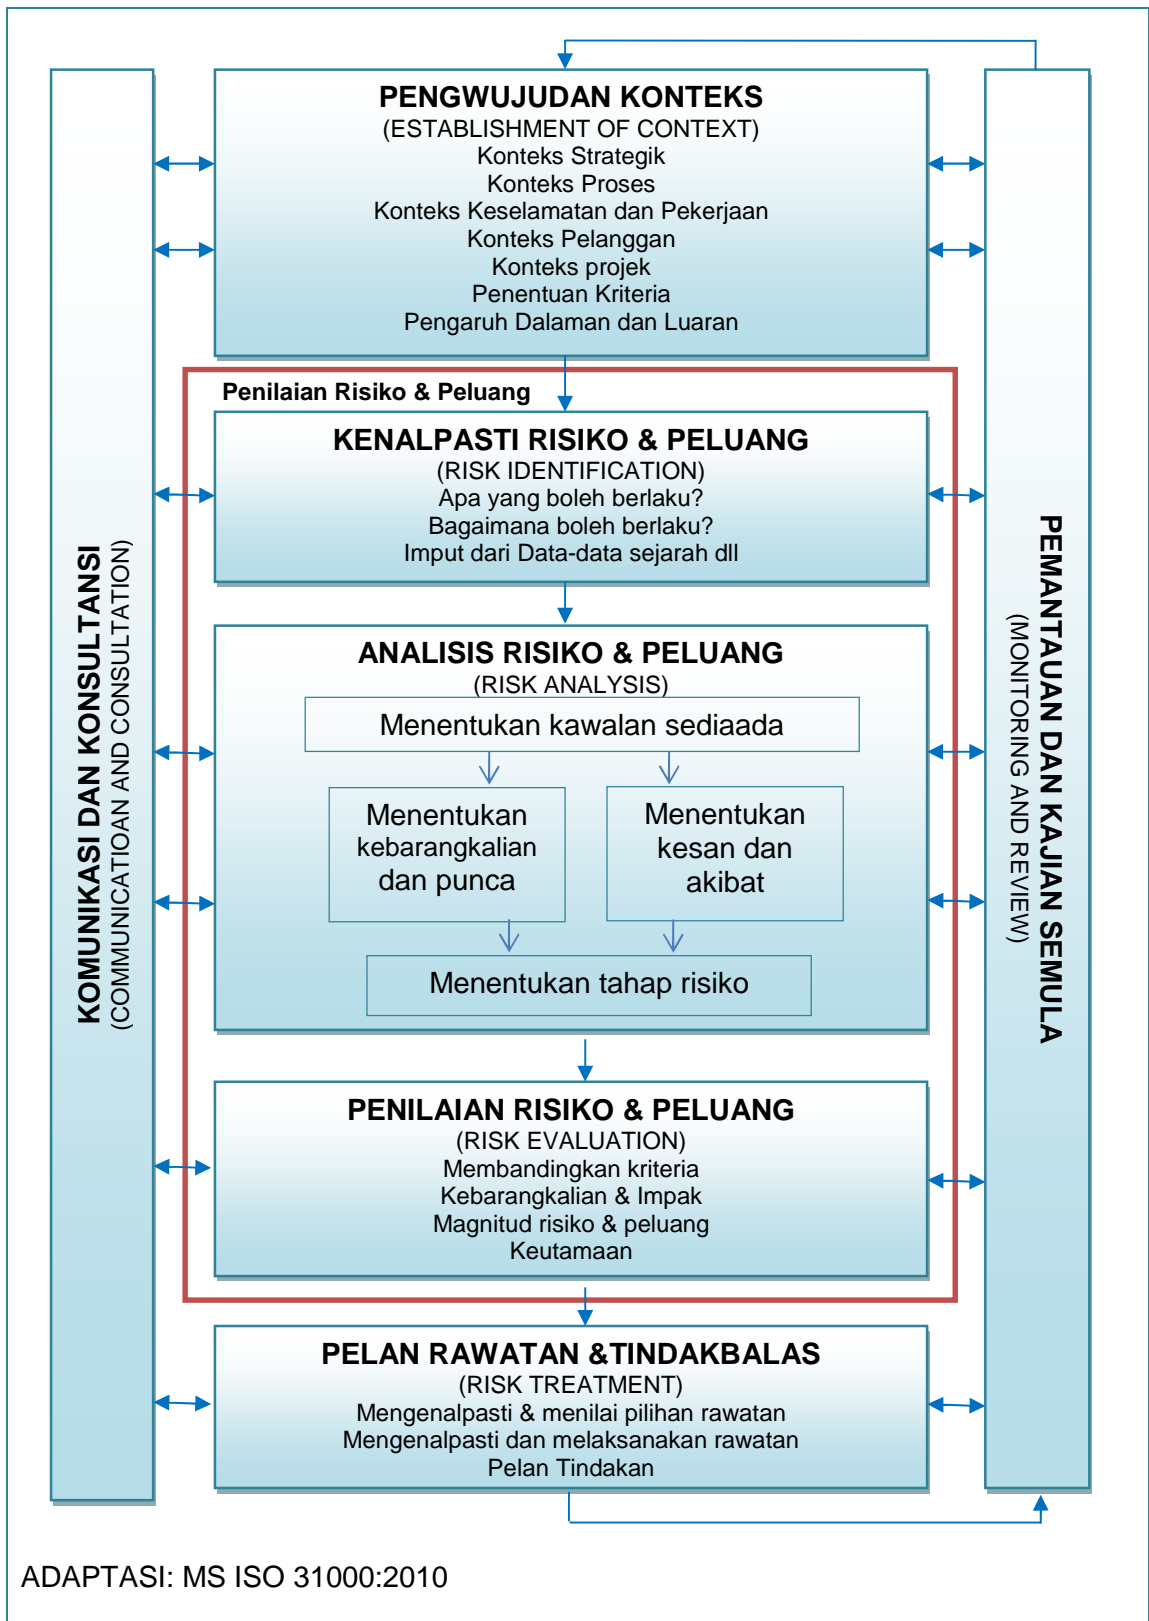 PENGWUJUDAN KONTEKS
(ESTABLISHMENT OF CONTEXT)
Konteks Strategik
Konteks Proses
Konteks Keselamatan dan Pekerjaan
Konteks Pelanggan
Konteks projek
Penentuan Kriteria
Pengaruh Dalaman dan Luaran
Penilaian Risiko & Peluang
KENALPASTI RISIKO & PELUANG
(RISK IDENTIFICATION)
Apa yang boleh berlaku?
Bagaimana boleh berlaku?
Imput dari Data-data sejarah dll
ANALISIS RISIKO & PELUANG
(RISK ANALYSIS)
Menentukan kawalan sediaada
Menentukan
kebarangkalian
dan punca
Menentukan
kesan dan
akibat
Menentukan tahap risiko
PENILAIAN RISIKO & PELUANG
(RISK EVALUATION)
Membandingkan kriteria
Kebarangkalian & Impak
Magnitud risiko & peluang
Keutamaan
PELAN RAWATAN &TINDAKBALAS
(RISK TREATMENT)
Mengenalpasti & menilai pilihan rawatan
Mengenalpasti dan melaksanakan rawatan
Pelan Tindakan
KOMUNIKASI DAN KONSULTANSI
(COMMUNICATIOAN AND CONSULTATION)
PEMANTAUAN DAN KAJIAN SEMULA
(MONITORING AND REVIEW)
ADAPTASI: MS ISO 31000:2010